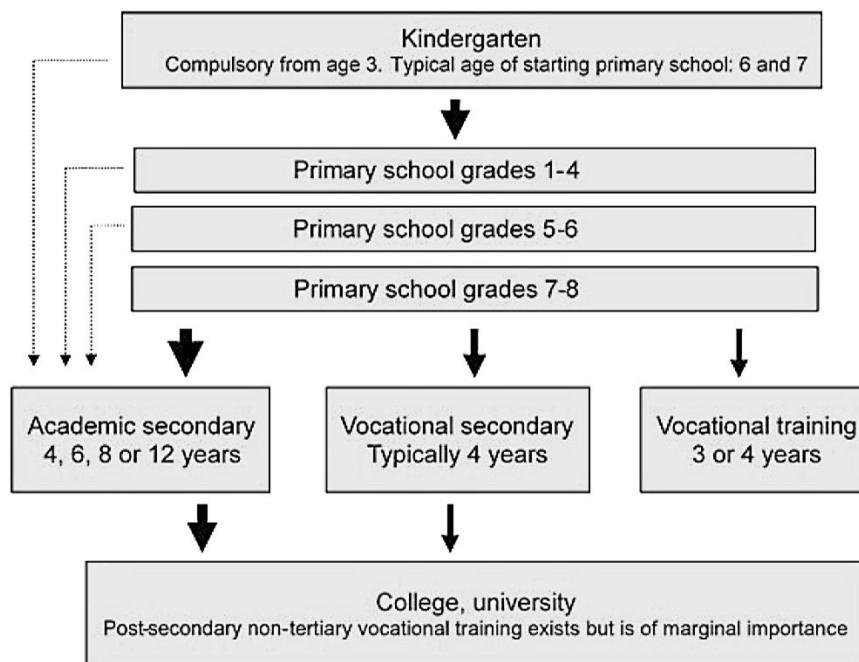 Kindergarten
Compulsory from age 3. Typical age of starting primary school: 6 and 7
Primary school grades 1-4
Primary school grades 5-6
Primary school grades 7-8
Academic secondary
4, 6, 8 or 12 years
Vocational secondary
Typically 4 years
Vocational training
3 or 4 years
College, university
Post-secondary non-tertiary vocational training exists but is of marginal importance